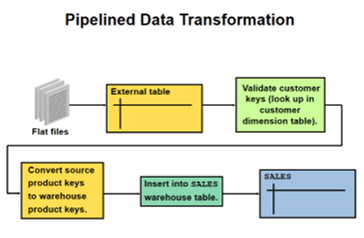 Pipelined Data Transformation
Flat files
External table
Validate customer
keys (look up in
customer
dimension table).
Convert source
product keys
to warehouse
product keys.
Insert into SALES
warehouse table.
SALES